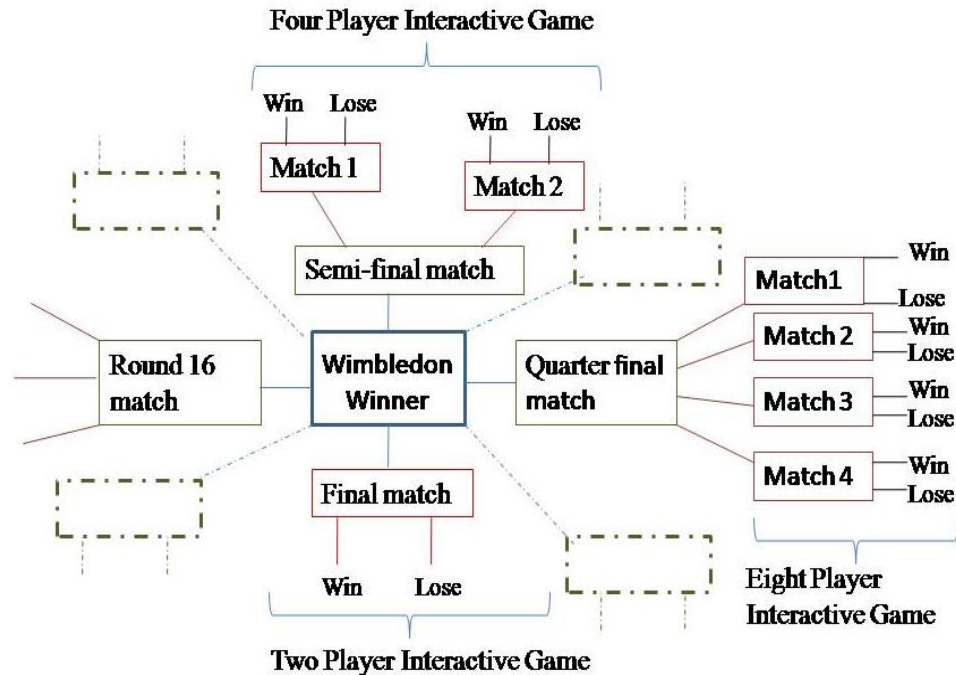 Four Player Interactive Game
Win Lose
Win Lose
Match 1
Match 2
Semi-final match
Match1
Win
Lose
Match 2
Win
Lose
Round 16
match
Wimbledon
Winner
Quarter final
match
Match 3
Win
Lose
Match 4
Win
Lose
Final match
Win Lose
Eight Player
Interactive Game
Two Player Interactive Game